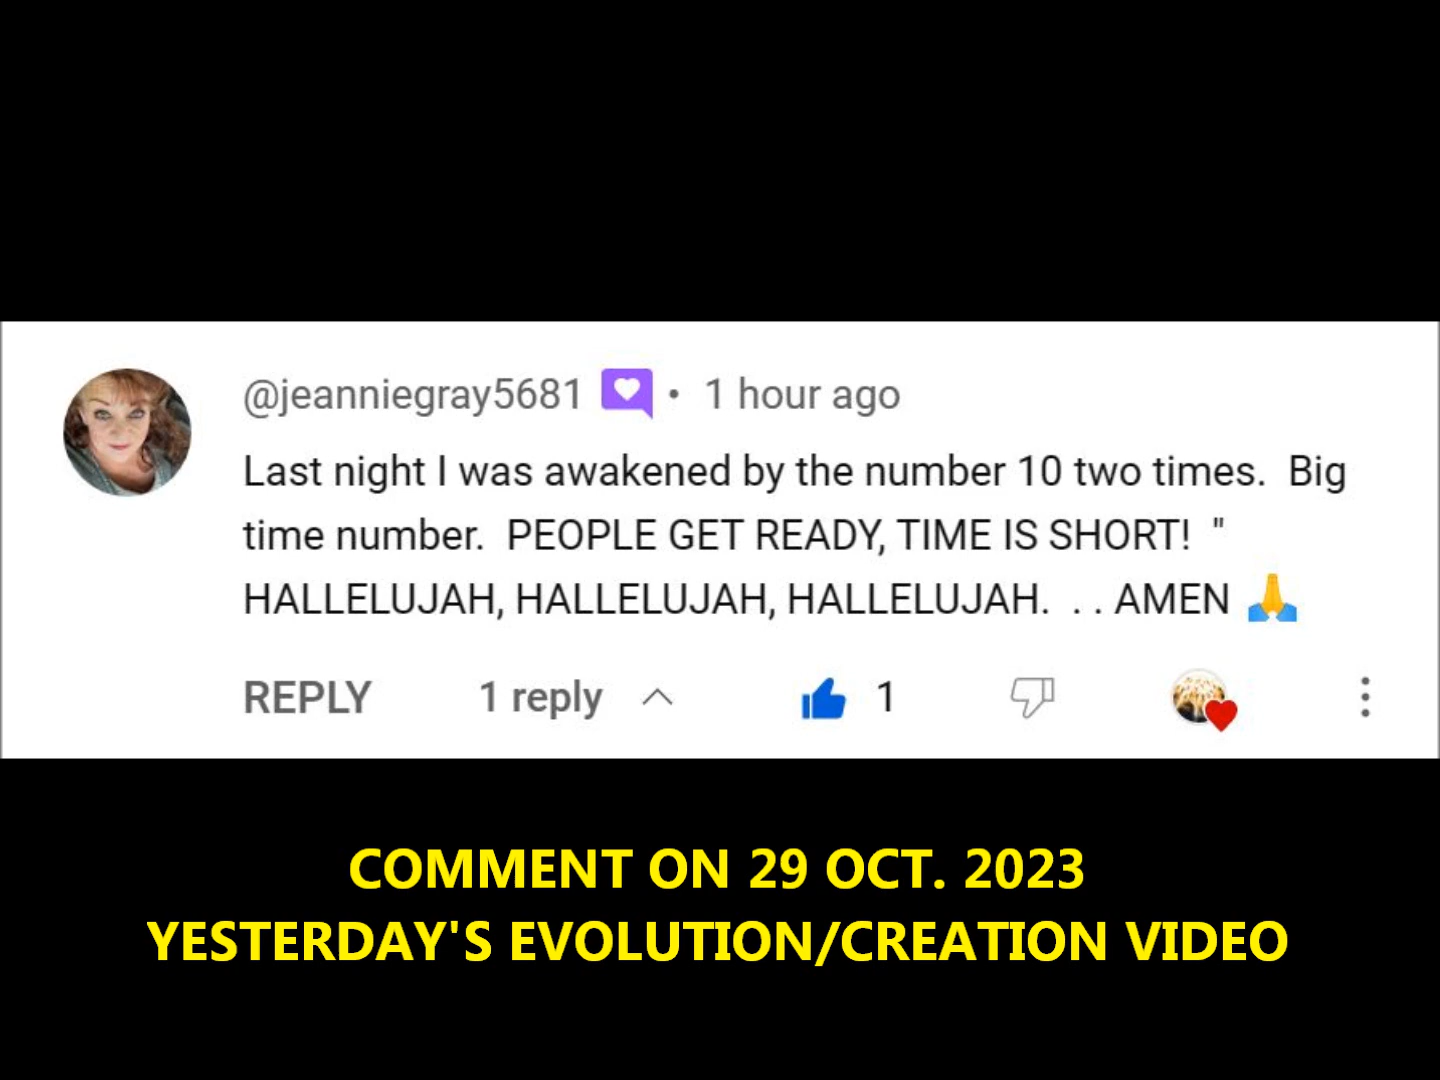 @jeanniegray5681 • 1 hour ago
Last night I was awakened by the number 10 two times.  Big
time number.  PEOPLE GET READY, TIME IS SHORT!  "
HALLELUJAH, HALLELUJAH, HALLELUJAH.  . . AMEN 🙏
REPLY 1 reply 1
COMMENT ON 29 OCT. 2023
YESTERDAY'S EVOLUTION/CREATION VIDEO